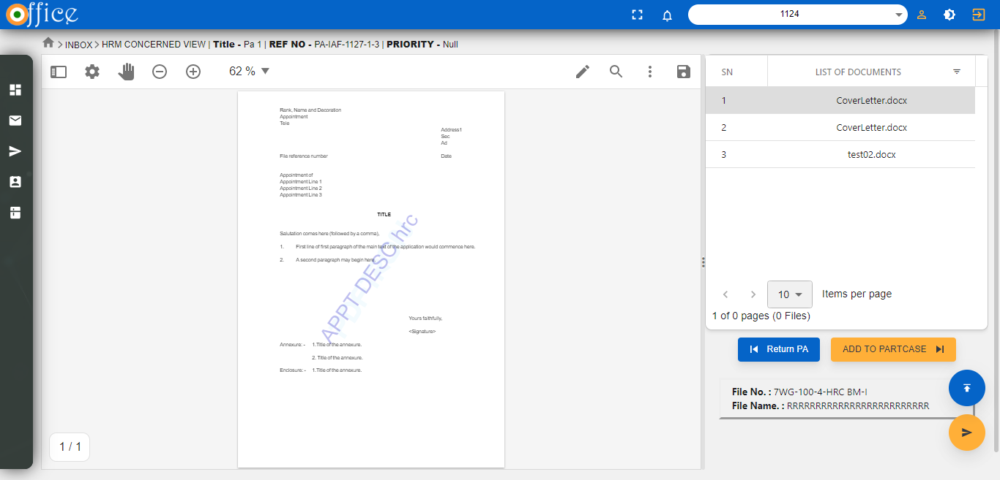 Office
1124
INBOX > HRM CONCERNED VIEW | Title - Pa 1 | REF NO - PA-IAF-1127-1-3 | PRIORITY - Null
62 %
Rank, Name and Decoration
Appointment
Tele
Address1
Sec
Ad
File reference number
Date
Appointment of
Appointment Line 1
Appointment Line 2
Appointment Line 3
TITLE
Salutation comes here (followed by a comma),
1. First line of first paragraph of the main text of the application would commence here.
2. A second paragraph may begin here.
APPT DESC hrc
Yours faithfully,
<Signature>
Annexure: - 1.Title of the annexure.
2. Title of the annexure.
Enclosure: - 1.Title of the annexure.
1 / 1
SN LIST OF DOCUMENTS
1 CoverLetter.docx
2 CoverLetter.docx
3 test02.docx
10 Items per page
1 of 0 pages (0 Files)
Return PA
ADD TO PARTCASE
File No. : 7WG-100-4-HRC BM-I
File Name. : RRRRRRRRRRRRRRRRRRRRRRRRR